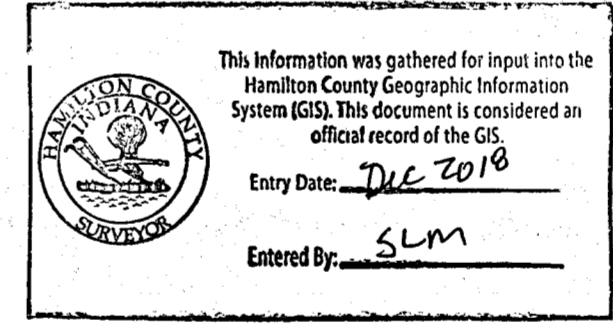 This information was gathered for input into the
Hamilton County Geographic Information
System (GIS). This document is considered an
official record of the GIS.
HAMILTON COUNTY
INDIANA
SURVEYOR
Entry Date: Dec 2018
Entered By: SLM